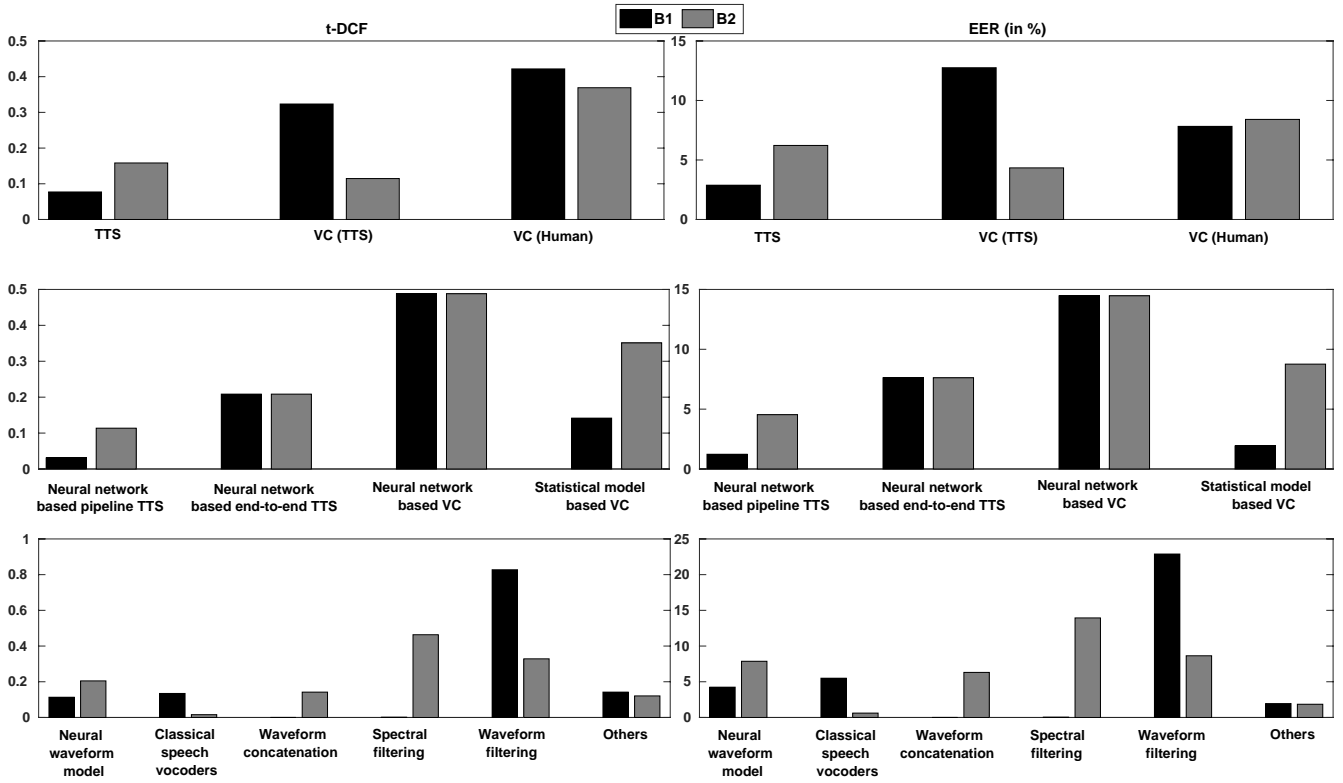 B1 B2
t-DCF
0.5
0.4
0.3
0.2
0.1
0
TTS VC (TTS) VC (Human)
EER (in %)
15
10
5
0
TTS VC (TTS) VC (Human)
0.5
0.4
0.3
0.2
0.1
0
Neural network Neural network Neural network Statistical model
based pipeline TTS based end-to-end TTS based VC based VC
15
10
5
0
Neural network Neural network Neural network Statistical model
based pipeline TTS based end-to-end TTS based VC based VC
1
0.8
0.6
0.4
0.2
0
Neural Classical Waveform Spectral Waveform Others
waveform speech concatenation filtering filtering
model vocoders
25
20
15
10
5
0
Neural Classical Waveform Spectral Waveform Others
waveform speech concatenation filtering filtering
model vocoders